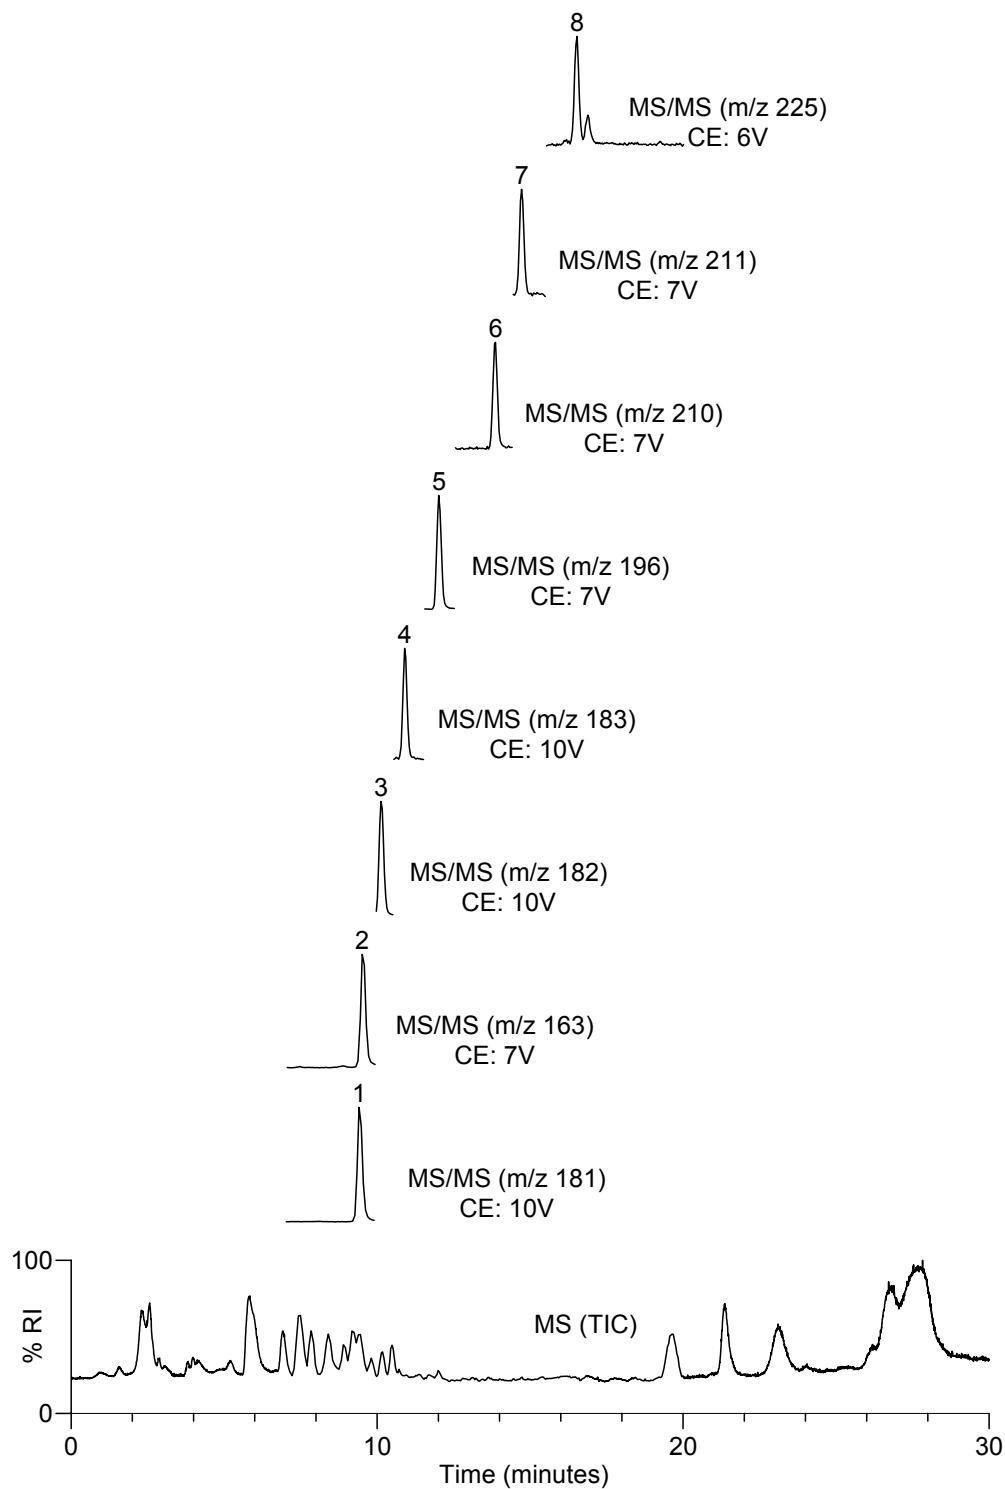 8
MS/MS (m/z 225)
CE: 6V
7
MS/MS (m/z 211)
CE: 7V
6
MS/MS (m/z 210)
CE: 7V
5
MS/MS (m/z 196)
CE: 7V
4
MS/MS (m/z 183)
CE: 10V
3
MS/MS (m/z 182)
CE: 10V
2
MS/MS (m/z 163)
CE: 7V
1
MS/MS (m/z 181)
CE: 10V
100
MS (TIC)
% RI
0
0 10 20 30
Time (minutes)